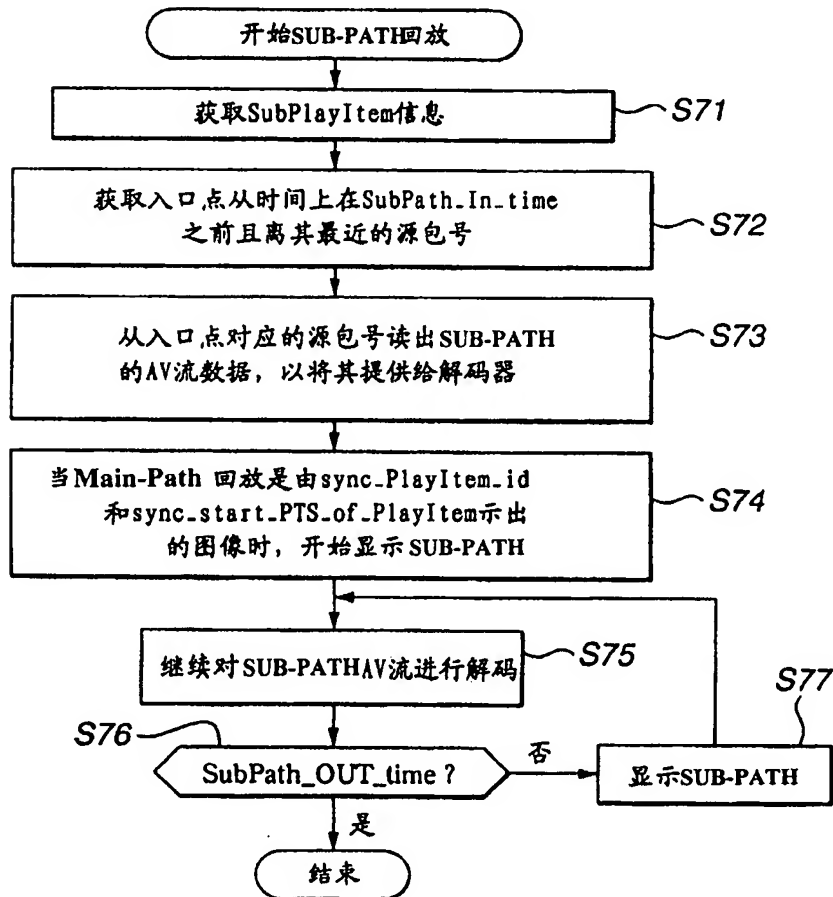 开始SUB-PATH回放
获取SubPlayItem信息
S71
获取入口点从时间上在SubPath_In_time
之前且离其最近的源包号
S72
从入口点对应的源包号读出SUB-PATH
的AV流数据，以将其提供给解码器
S73
当Main-Path 回放是由sync_PlayItem_id
和sync_start_PTS_of_PlayItem示出
的图像时，开始显示SUB-PATH
S74
继续对SUB-PATHAV流进行解码
S75
S76
SubPath_OUT_time？
否
显示SUB-PATH
S77
是
结束